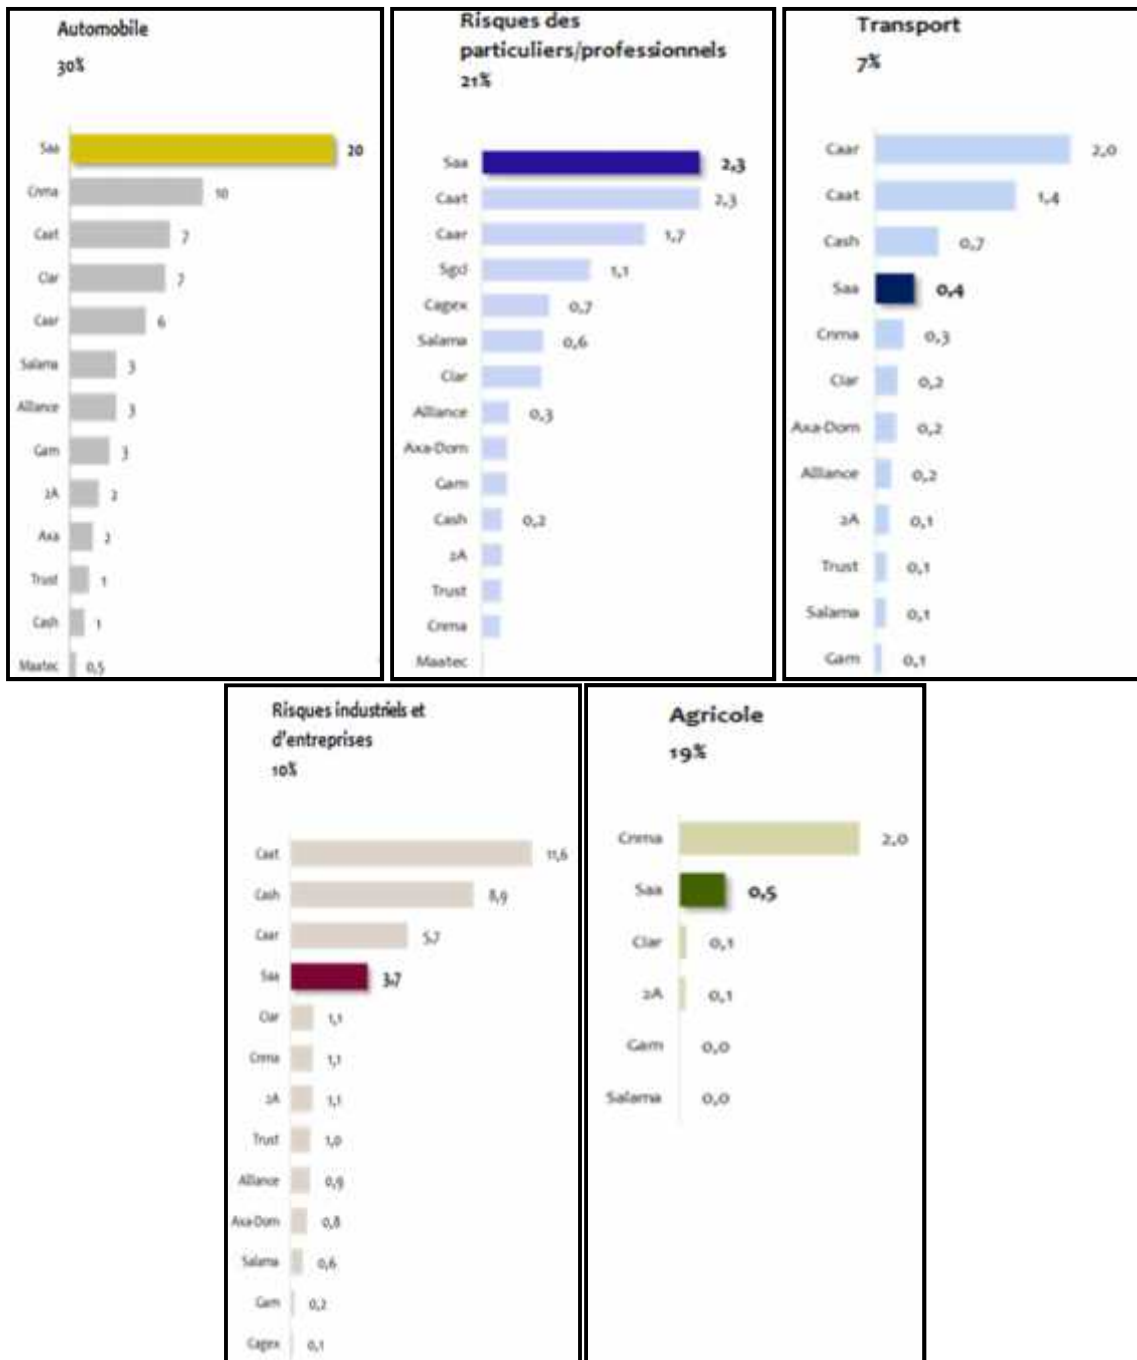 Automobile
30%
Saa 20
Cnma 10
Caat 7
Ciar 7
Caar 6
Salama 3
Alliance 3
Gam 3
2A 2
Axa 2
Trust 1
Cash 1
Maatec 0,5
Risques des
particuliers/professionnels
21%
Saa 2,3
Caat 2,3
Caar 1,7
Sgci 1,1
Cagex 0,7
Salama 0,6
Ciar
Alliance 0,3
Axa-Dom
Gam
Cash 0,2
2A
Trust
Cnma
Maatec
Transport
7%
Caar 2,0
Caat 1,4
Cash 0,7
Saa 0,4
Cnma 0,3
Ciar 0,2
Axa-Dom 0,2
Alliance 0,2
2A 0,1
Trust 0,1
Salama 0,1
Gam 0,1
Risques industriels et
d'entreprises
10%
Caat 11,6
Cash 8,9
Caar 5,7
Saa 3,7
Ciar 1,1
Cnma 1,1
2A 1,1
Trust 1,0
Alliance 0,9
Axa-Dom 0,8
Salama 0,6
Gam 0,2
Cagex 0,1
Agricole
19%
Cnma 2,0
Saa 0,5
Ciar 0,1
2A 0,1
Gam 0,0
Salama 0,0